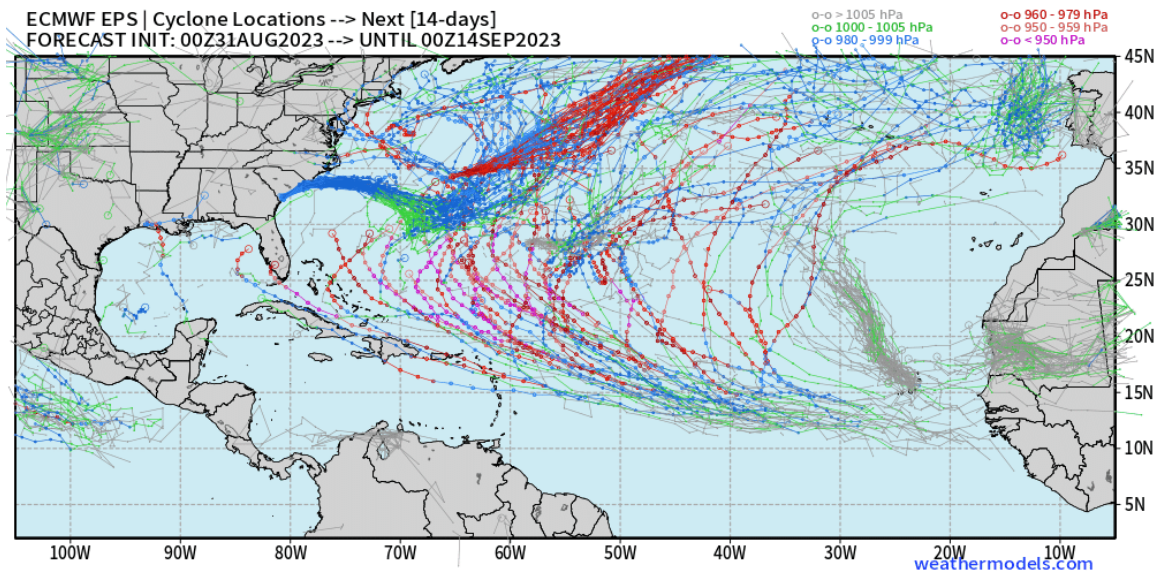 ECMWF EPS | Cyclone Locations --> Next [14-days]
FORECAST INIT: 00Z31AUG2023 --> UNTIL 00Z14SEP2023
o-o > 1005 hPa
o-o 1000 - 1005 hPa
o-o 980 - 999 hPa
o-o 960 - 979 hPa
o-o 950 - 959 hPa
o-o < 950 hPa
45N
40N
35N
30N
25N
20N
15N
10N
5N
100W 90W 80W 70W 60W 50W 40W 30W 20W 10W
weathermodels.com